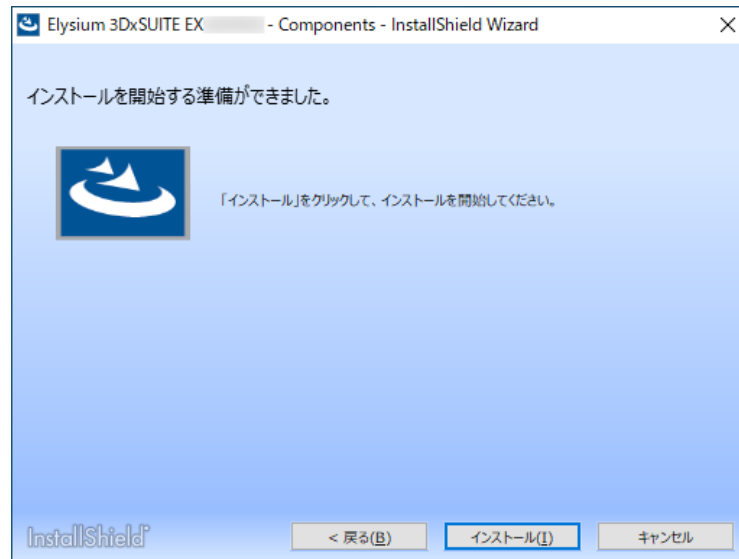 Elysium 3DxSUITE EX - Components - InstallShield Wizard
インストールを開始する準備ができました。
「インストール」をクリックして、インストールを開始してください。
InstallShield
< 戻る(B)
インストール(I)
キャンセル